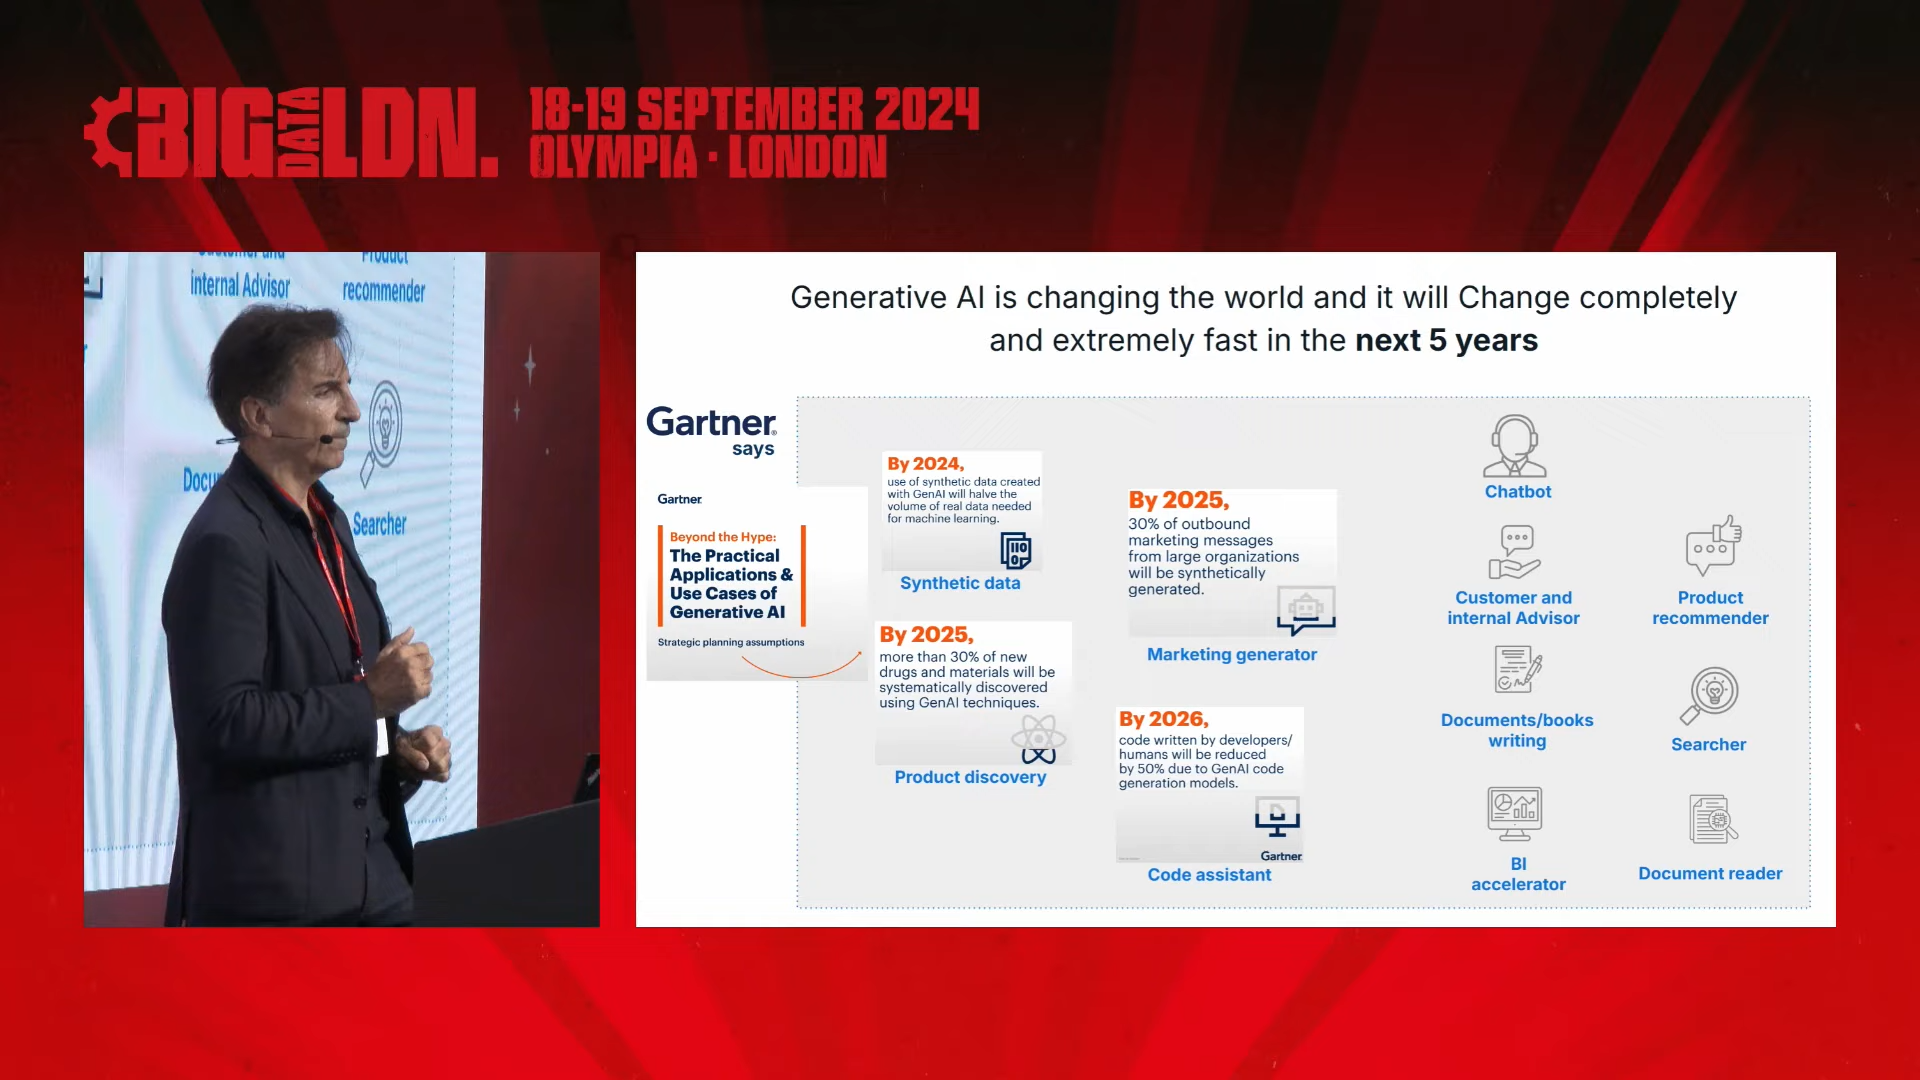 BIG DATA LDN.
18-19 SEPTEMBER 2024
OLYMPIA · LONDON
Customer and
internal Advisor
Product
recommender
Docu
Searcher
Generative AI is changing the world and it will Change completely
and extremely fast in the next 5 years
Gartner
says
Gartner
Beyond the Hype:
The Practical
Applications &
Use Cases of
Generative AI
Strategic planning assumptions
By 2024,
use of synthetic data created
with GenAI will halve the
volume of real data needed
for machine learning.
Synthetic data
By 2025,
more than 30% of new
drugs and materials will be
systematically discovered
using GenAI techniques.
Product discovery
By 2025,
30% of outbound
marketing messages
from large organizations
will be synthetically
generated.
Marketing generator
By 2026,
code written by developers/
humans will be reduced
by 50% due to GenAI code
generation models.
Gartner
Code assistant
Chatbot
Customer and
internal Advisor
Product
recommender
Documents/books
writing
Searcher
BI
accelerator
Document reader